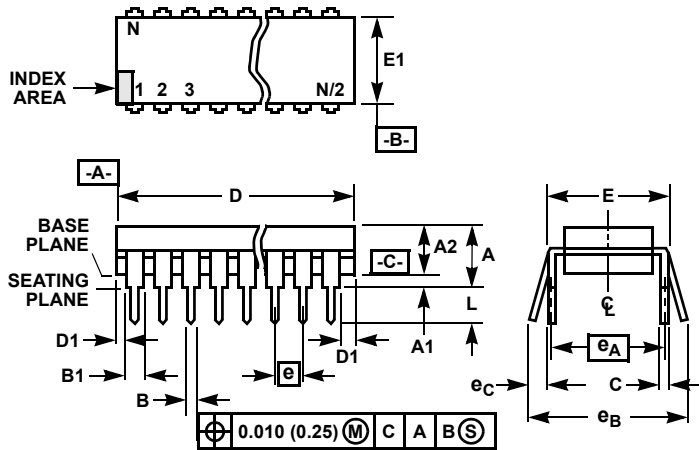 N
E1
INDEX
AREA
1 2 3 N/2
-B-
-A-
D
E
BASE
PLANE
A2
A
-C-
SEATING
PLANE
L
C
L
D1
A1
D1
eA
B1
e
eC
C
B
eB
0.010 (0.25) M C A B S